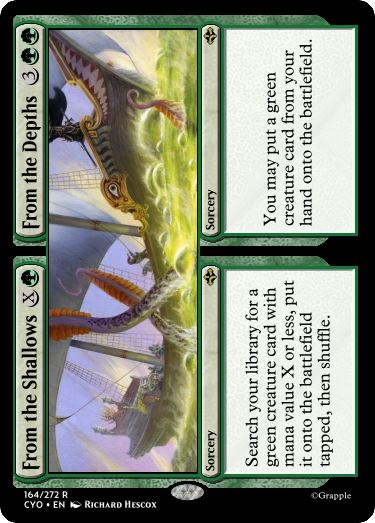 From the Shallows X
Sorcery
Search your library for a
green creature card with
mana value X or less, put
it onto the battlefield
tapped, then shuffle.
From the Depths 3
Sorcery
You may put a green
creature card from your
hand onto the battlefield.
164/272 R
CYO • EN Richard Hescox
©Grapple